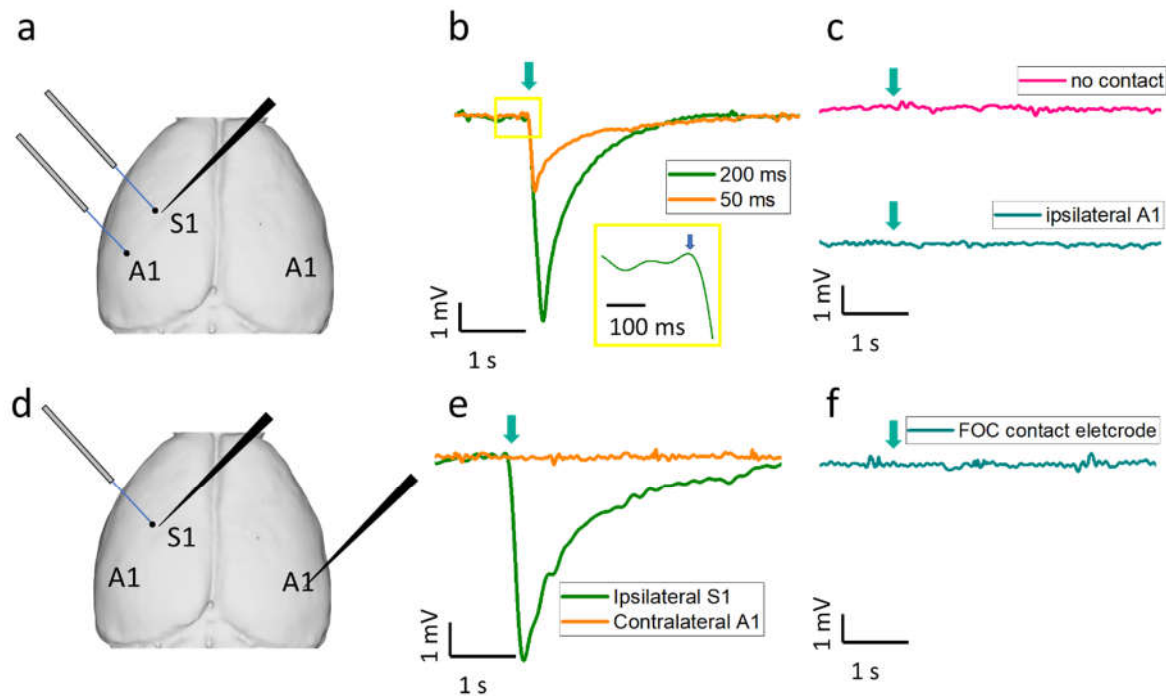 a
S1
A1
A1
b
200 ms
50 ms
100 ms
1 mV
1 s
c
no contact
ipsilateral A1
1 mV
1 s
d
S1
A1
A1
e
Ipsilateral S1
Contralateral A1
1 mV
1 s
f
FOC contact eletcrode
1 mV
1 s